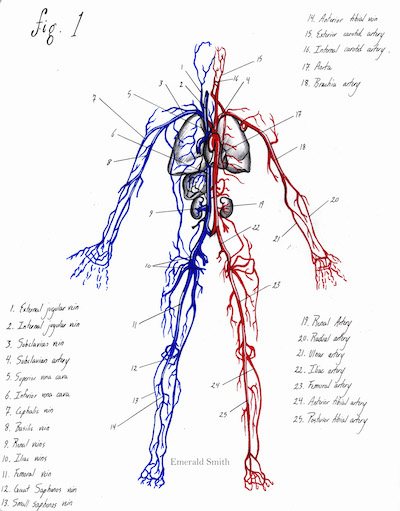 fig. 1
14. Anterior tibial vein
15. Exterior carotid artery
16. Internal carotid artery.
17. Aorta
18. Brachia artery
1
2
3
4
5
6
7
8
9
10
11
12
13
14
15
16
17
18
19
20
21
22
23
24
25
1. External jugular vein
2. Internal jugular vein
3. Subclavian vein
4. Subclavian artery
5. Superior vena cava
6. Inferior vena cava
7. Cephalic vein
8. Basilic vein
9. Renal veins
10. Iliac veins
11. Femoral vein
12. Great Saphenus vein
13. Small saphenus vein
19. Renal Artery
20. Radial artery
21. Ulnar artery
22. Iliac artery
23. Femoral artery
24. Anterior tibial artery
25. Posterior tibial artery
Emerald Smith